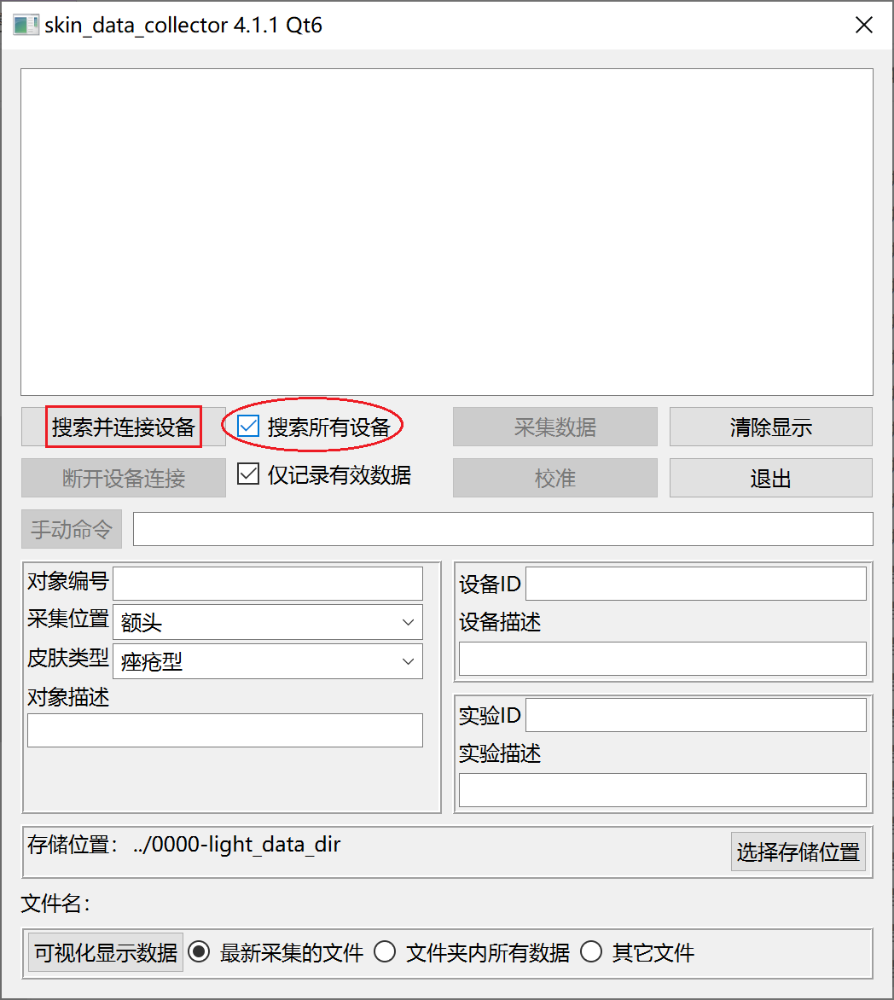 skin_data_collector 4.1.1 Qt6
搜索并连接设备 搜索所有设备 采集数据 清除显示
断开设备连接 仅记录有效数据 校准 退出
手动命令
对象编号
采集位置 额头
皮肤类型 痤疮型
对象描述
设备ID
设备描述
实验ID
实验描述
存储位置： ../0000-light_data_dir 选择存储位置
文件名：
可视化显示数据 最新采集的文件 文件夹内所有数据 其它文件